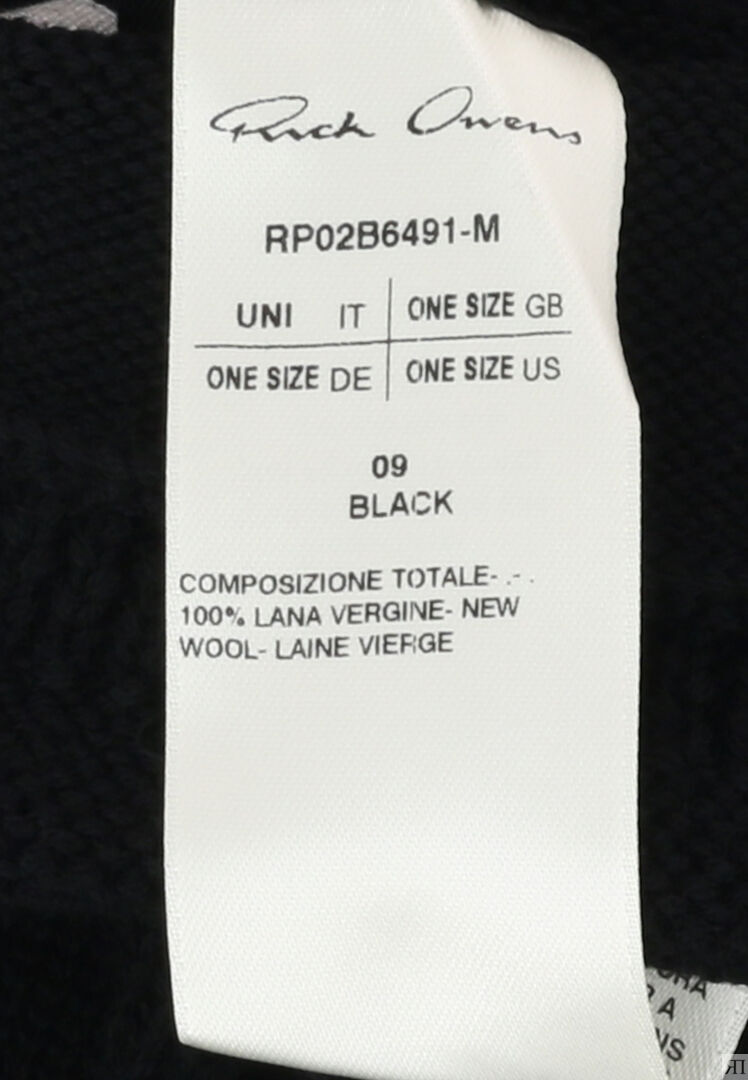 Rick Owens
RP02B6491-M
UNI IT ONE SIZE GB
ONE SIZE DE ONE SIZE US
09
BLACK
COMPOSIZIONE TOTALE- .- .
100% LANA VERGINE- NEW
WOOL- LAINE VIERGE
A